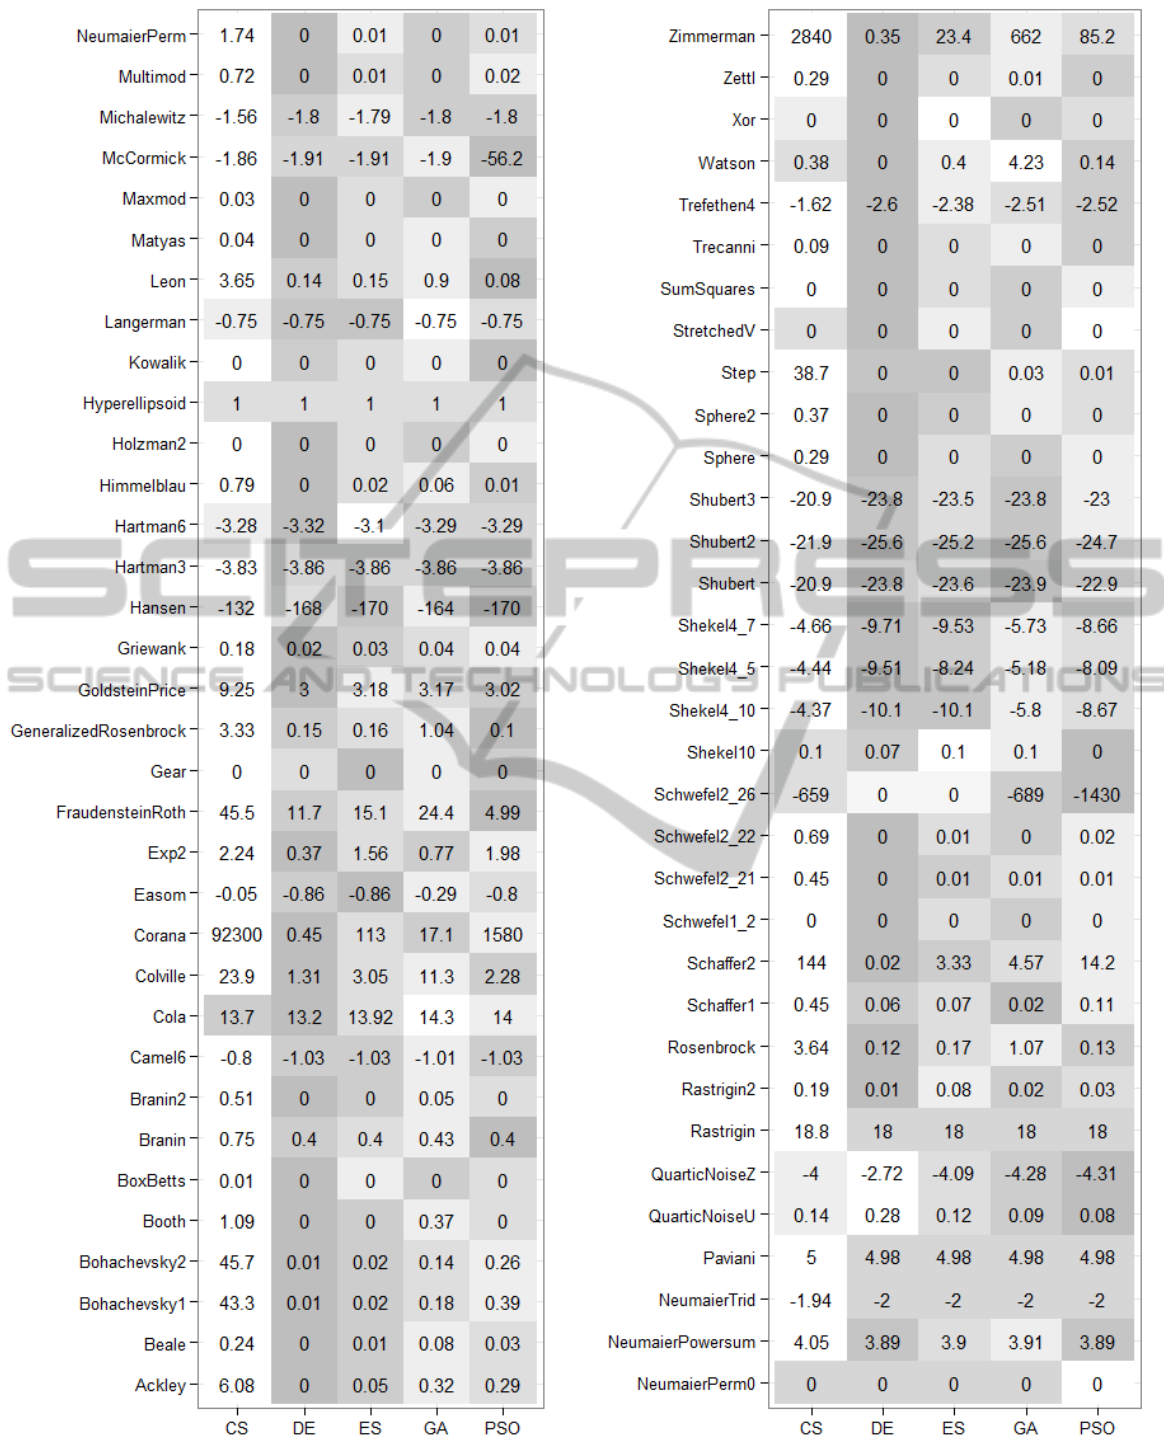 NeumaierPerm 1.74 0 0.01 0 0.01
Multimod 0.72 0 0.01 0 0.02
Michalewitz -1.56 -1.8 -1.79 -1.8 -1.8
McCormick -1.86 -1.91 -1.91 -1.9 -56.2
Maxmod 0.03 0 0 0 0
Matyas 0.04 0 0 0 0
Leon 3.65 0.14 0.15 0.9 0.08
Langerman -0.75 -0.75 -0.75 -0.75 -0.75
Kowalik 0 0 0 0 0
Hyperellipsoid 1 1 1 1 1
Holzman2 0 0 0 0 0
Himmelblau 0.79 0 0.02 0.06 0.01
Hartman6 -3.28 -3.32 -3.1 -3.29 -3.29
Hartman3 -3.83 -3.86 -3.86 -3.86 -3.86
Hansen -132 -168 -170 -164 -170
Griewank 0.18 0.02 0.03 0.04 0.04
GoldsteinPrice 9.25 3 3.18 3.17 3.02
GeneralizedRosenbrock 3.33 0.15 0.16 1.04 0.1
Gear 0 0 0 0 0
FraudensteinRoth 45.5 11.7 15.1 24.4 4.99
Exp2 2.24 0.37 1.56 0.77 1.98
Easom -0.05 -0.86 -0.86 -0.29 -0.8
Corana 92300 0.45 113 17.1 1580
Colville 23.9 1.31 3.05 11.3 2.28
Cola 13.7 13.2 13.92 14.3 14
Camel6 -0.8 -1.03 -1.03 -1.01 -1.03
Branin2 0.51 0 0 0.05 0
Branin 0.75 0.4 0.4 0.43 0.4
BoxBetts 0.01 0 0 0 0
Booth 1.09 0 0 0.37 0
Bohachevsky2 45.7 0.01 0.02 0.14 0.26
Bohachevsky1 43.3 0.01 0.02 0.18 0.39
Beale 0.24 0 0.01 0.08 0.03
Ackley 6.08 0 0.05 0.32 0.29
CS DE ES GA PSO
Zimmerman 2840 0.35 23.4 662 85.2
Zettl 0.29 0 0 0.01 0
Xor 0 0 0 0 0
Watson 0.38 0 0.4 4.23 0.14
Trefethen4 -1.62 -2.6 -2.38 -2.51 -2.52
Trecanni 0.09 0 0 0 0
SumSquares 0 0 0 0 0
StretchedV 0 0 0 0 0
Step 38.7 0 0 0.03 0.01
Sphere2 0.37 0 0 0 0
Sphere 0.29 0 0 0 0
Shubert3 -20.9 -23.8 -23.5 -23.8 -23
Shubert2 -21.9 -25.6 -25.2 -25.6 -24.7
Shubert -20.9 -23.8 -23.6 -23.9 -22.9
Shekel4_7 -4.66 -9.71 -9.53 -5.73 -8.66
Shekel4_5 -4.44 -9.51 -8.24 -5.18 -8.09
Shekel4_10 -4.37 -10.1 -10.1 -5.8 -8.67
Shekel10 0.1 0.07 0.1 0.1 0
Schwefel2_26 -659 0 0 -689 -1430
Schwefel2_22 0.69 0 0.01 0 0.02
Schwefel2_21 0.45 0 0.01 0.01 0.01
Schwefel1_2 0 0 0 0 0
Schaffer2 144 0.02 3.33 4.57 14.2
Schaffer1 0.45 0.06 0.07 0.02 0.11
Rosenbrock 3.64 0.12 0.17 1.07 0.13
Rastrigin2 0.19 0.01 0.08 0.02 0.03
Rastrigin 18.8 18 18 18 18
QuarticNoiseZ -4 -2.72 -4.09 -4.28 -4.31
QuarticNoiseU 0.14 0.28 0.12 0.09 0.08
Paviani 5 4.98 4.98 4.98 4.98
NeumaierTrid -1.94 -2 -2 -2 -2
NeumaierPowersum 4.05 3.89 3.9 3.91 3.89
NeumaierPerm0 0 0 0 0 0
CS DE ES GA PSO
SCITEPRESS
SCIENCE AND TECHNOLOGY PUBLICATIONS